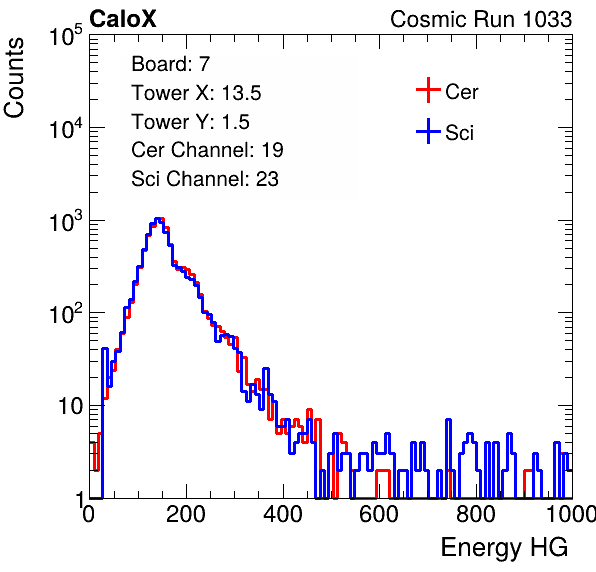 CaloX
Cosmic Run 1033
Counts
10^5
10^4
10^3
10^2
10
1
Board: 7
Tower X: 13.5
Tower Y: 1.5
Cer Channel: 19
Sci Channel: 23
Cer
Sci
0 200 400 600 800 1000
Energy HG